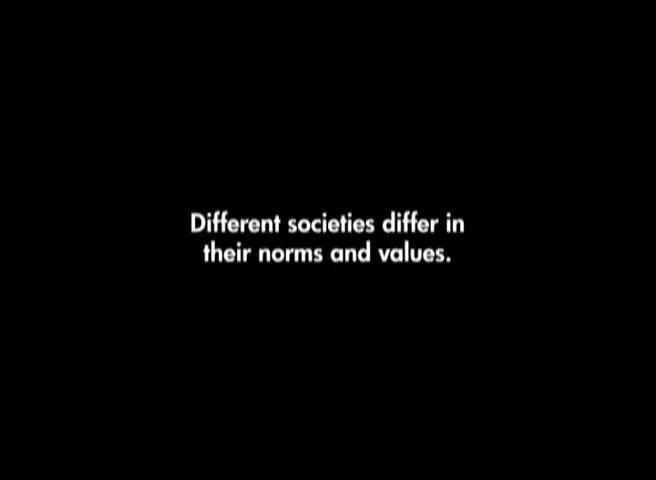 Different societies differ in
their norms and values.